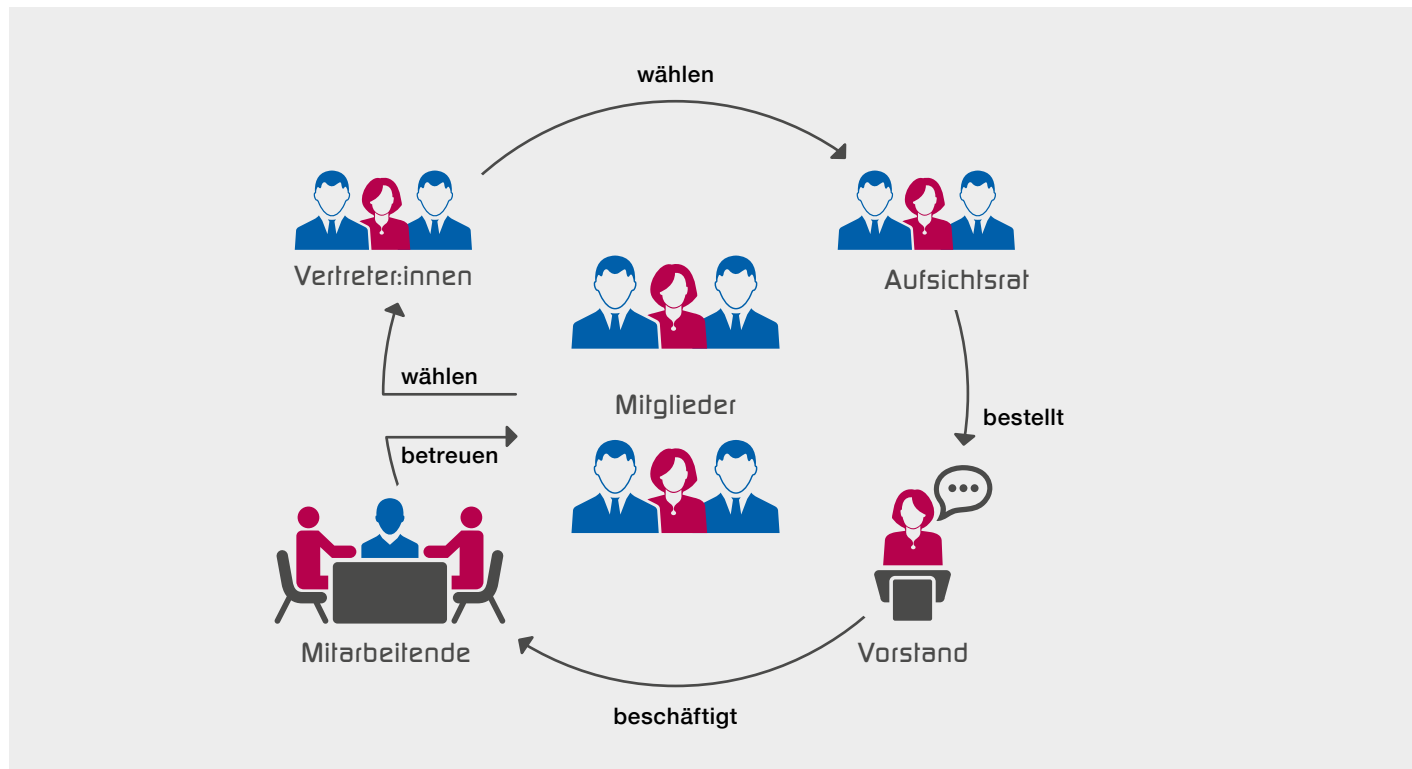 wählen
Vertreter:innen
Aufsichtsrat
wählen
Mitglieder
bestellt
betreuen
Mitarbeitende
Vorstand
beschäftigt